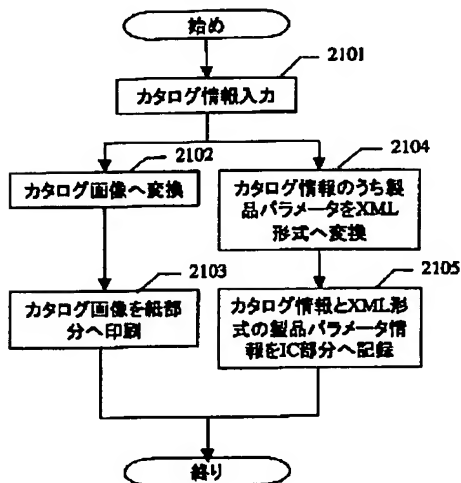 始め
2101
カタログ情報入力
2102
カタログ画像へ変換
2104
カタログ情報のうち製
品パラメータをXML
形式へ変換
2103
カタログ画像を紙部
分へ印刷
2105
カタログ情報とXML形
式の製品パラメータ情
報をIC部分へ記録
終り